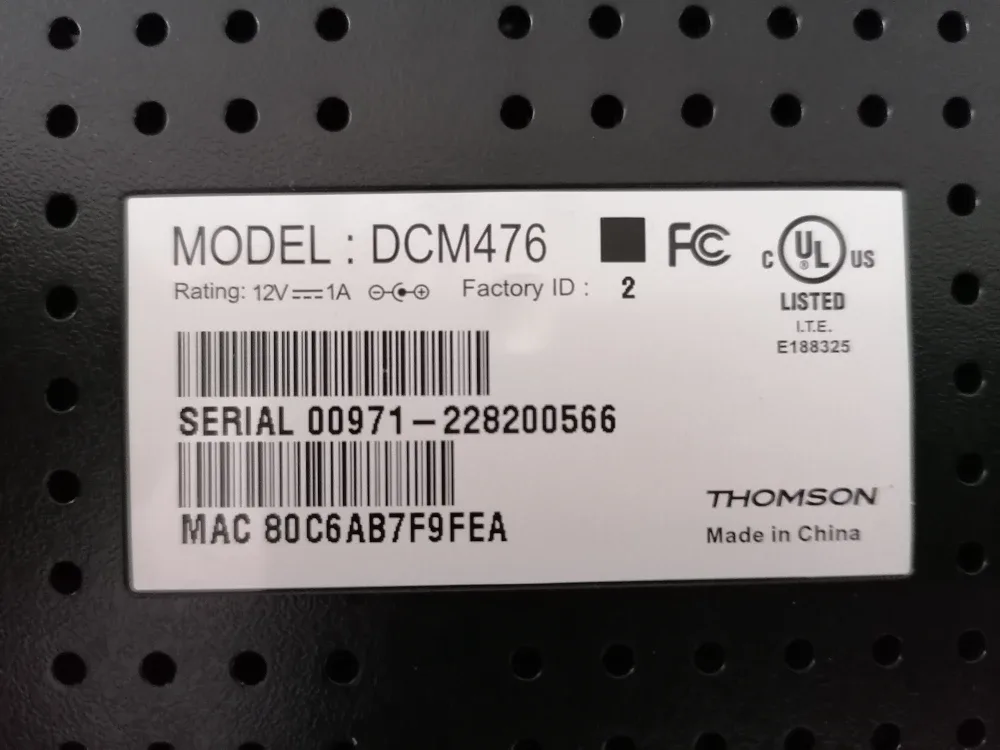 MODEL : DCM476
FC
C UL US
®
LISTED
I.T.E.
E188325
Rating: 12V 1A Factory ID : 2
SERIAL 00971-228200566
MAC 80C6AB7F9FEA
THOMSON
Made in China